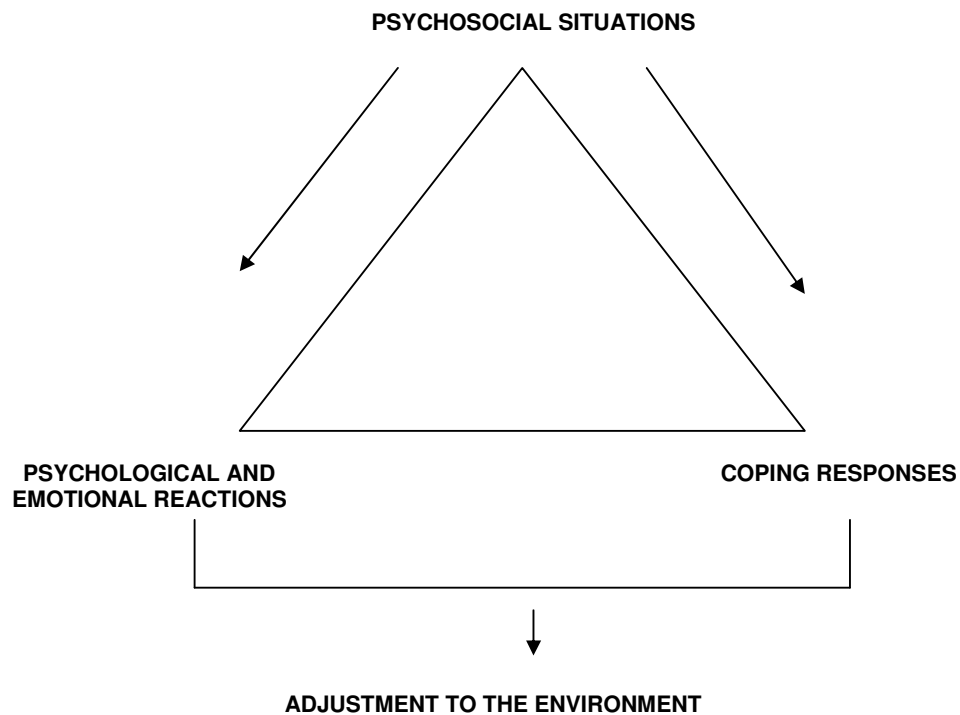 PSYCHOSOCIAL SITUATIONS
PSYCHOLOGICAL AND
EMOTIONAL REACTIONS
COPING RESPONSES
ADJUSTMENT TO THE ENVIRONMENT